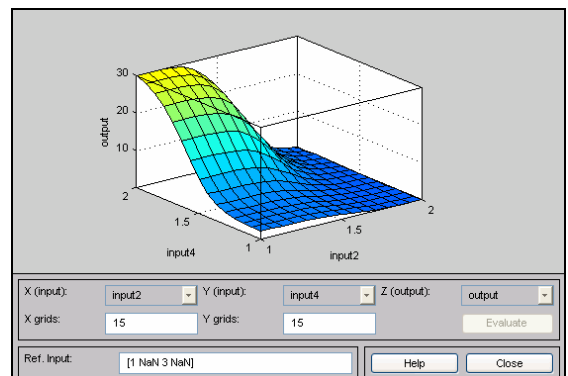 30
20
10
output
2
1.5
1
input4
1
1.5
2
input2
X (input):
input2
Y (input):
input4
Z (output):
output
X grids:
15
Y grids:
15
Evaluate
Ref. Input:
[1 NaN 3 NaN]
Help
Close